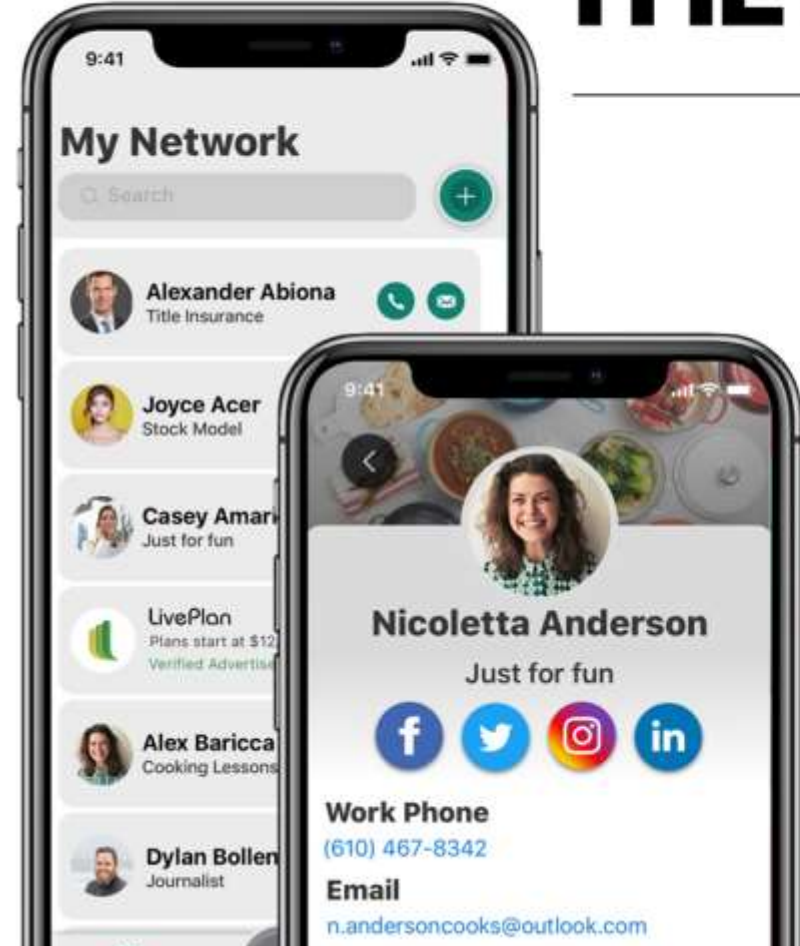 THE
9:41
My Network
Search
Alexander Abiona
Title Insurance
Joyce Acer
Stock Model
Casey Amari
Just for fun
LivePlan
Plans start at $12
Verified Advertise
Alex Baricca
Cooking Lessons
Dylan Bollen
Journalist
9:41
Nicoletta Anderson
Just for fun
f
in
Work Phone
(610) 467-8342
Email
n.andersoncooks@outlook.com